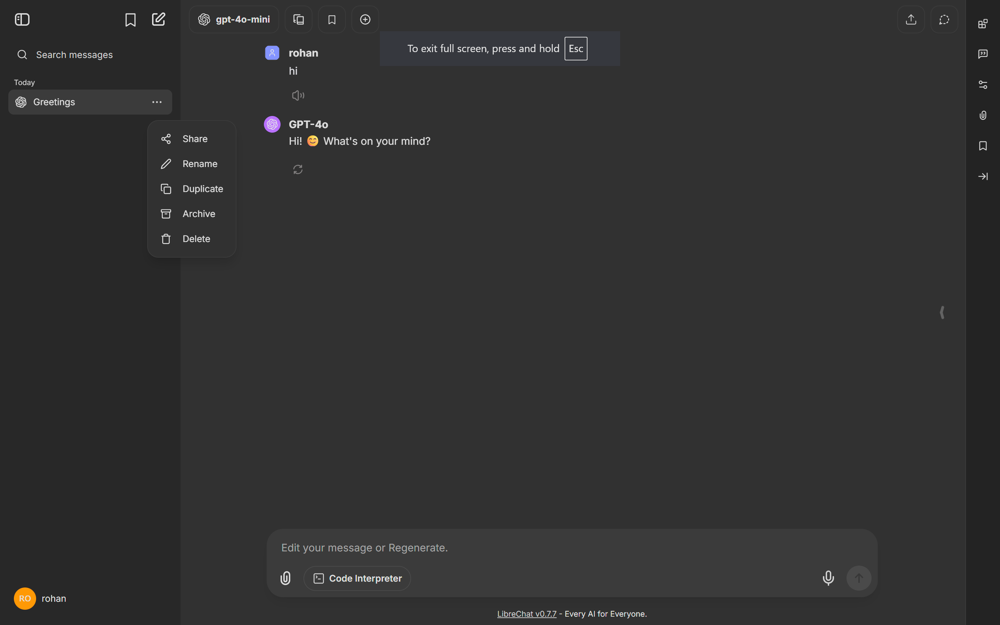 gpt-4o-mini
To exit full screen, press and hold Esc
Search messages
Today
Greetings
Share
Rename
Duplicate
Archive
Delete
rohan
hi
GPT-4o
Hi! 😊 What's on your mind?
Edit your message or Regenerate.
Code Interpreter
RO rohan
LibreChat v0.7.7 - Every AI for Everyone.